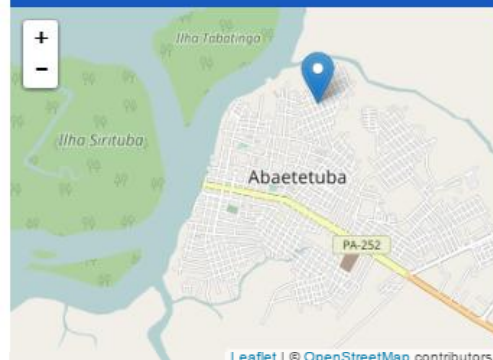 +
Ilha Tabatinga
−
Ilha Sirituba
Abaetetuba
PA-252
Leaflet | © OpenStreetMap contributors